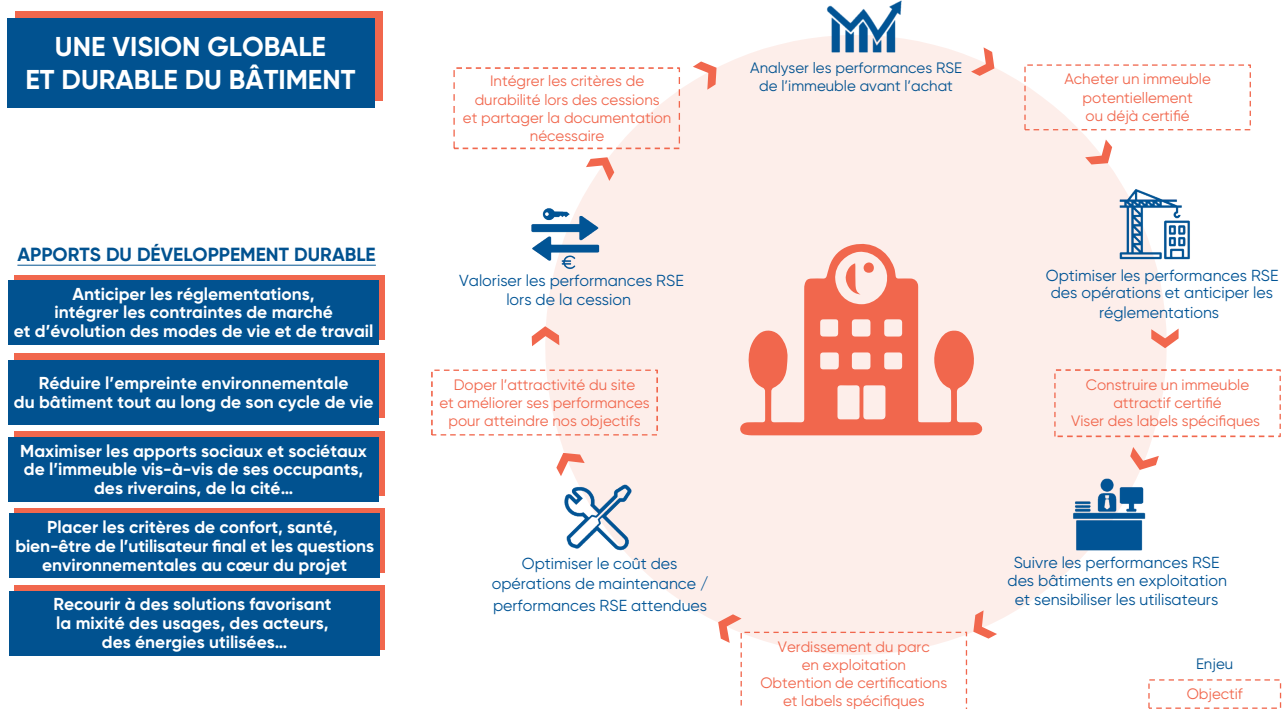 UNE VISION GLOBALE
ET DURABLE DU BÂTIMENT
APPORTS DU DÉVELOPPEMENT DURABLE
Anticiper les réglementations,
intégrer les contraintes de marché
et d'évolution des modes de vie et de travail
Réduire l'empreinte environnementale
du bâtiment tout au long de son cycle de vie
Maximiser les apports sociaux et sociétaux
de l'immeuble vis-à-vis de ses occupants,
des riverains, de la cité...
Placer les critères de confort, santé,
bien-être de l'utilisateur final et les questions
environnementales au cœur du projet
Recourir à des solutions favorisant
la mixité des usages, des acteurs,
des énergies utilisées...
Analyser les performances RSE
de l'immeuble avant l'achat
Acheter un immeuble
potentiellement
ou déjà certifié
Optimiser les performances RSE
des opérations et anticiper les
réglementations
Construire un immeuble
attractif certifié
Viser des labels spécifiques
Suivre les performances RSE
des bâtiments en exploitation
et sensibiliser les utilisateurs
Verdissement du parc
en exploitation
Obtention de certifications
et labels spécifiques
Optimiser le coût des
opérations de maintenance /
performances RSE attendues
Doper l'attractivité du site
et améliorer ses performances
pour atteindre nos objectifs
€
Valoriser les performances RSE
lors de la cession
Intégrer les critères de
durabilité lors des cessions
et partager la documentation
nécessaire
Enjeu
Objectif